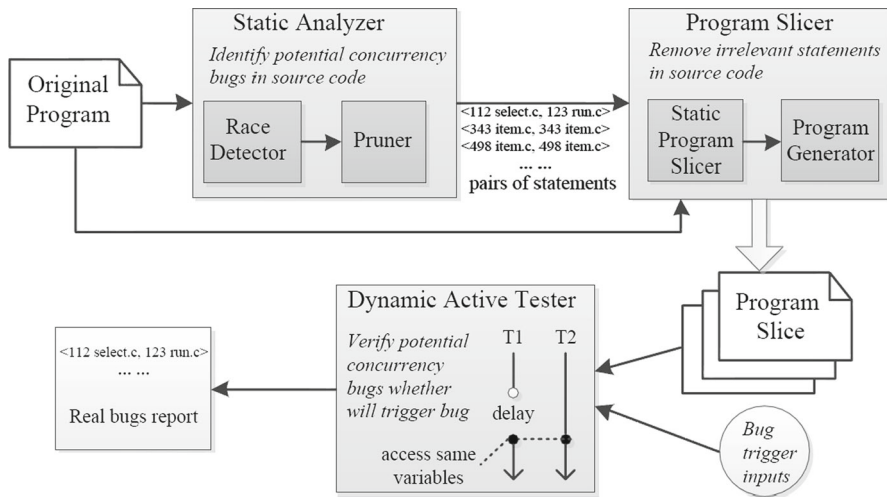 Static Analyzer
Identify potential concurrency
bugs in source code
Original
Program
Race
Detector
Pruner
<112 select.c, 123 run.c>
<343 item.c, 343 item.c>
<498 item.c, 498 item.c>
... ...
pairs of statements
Program Slicer
Remove irrelevant statements
in source code
Static
Program
Slicer
Program
Generator
Program
Slice
Dynamic Active Tester
Verify potential
concurrency
bugs whether
will trigger bug
T1
T2
delay
access same
variables
Bug
trigger
inputs
<112 select.c, 123 run.c>
... ...
Real bugs report